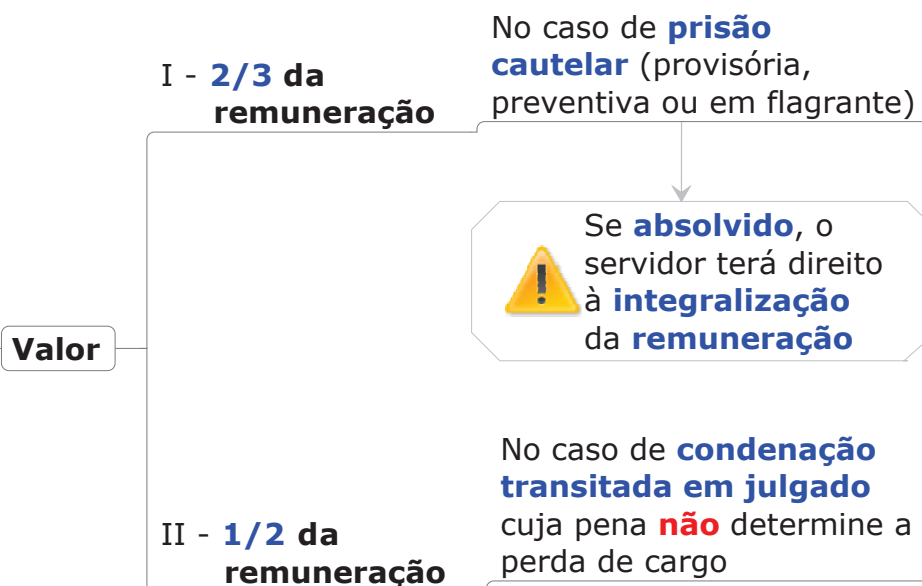 Valor
I - 2/3 da
remuneração
No caso de prisão
cautelar (provisória,
preventiva ou em flagrante)
Se absolvido, o
servidor terá direito
à integralização
da remuneração
II - 1/2 da
remuneração
No caso de condenação
transitada em julgado
cuja pena não determine a
perda de cargo